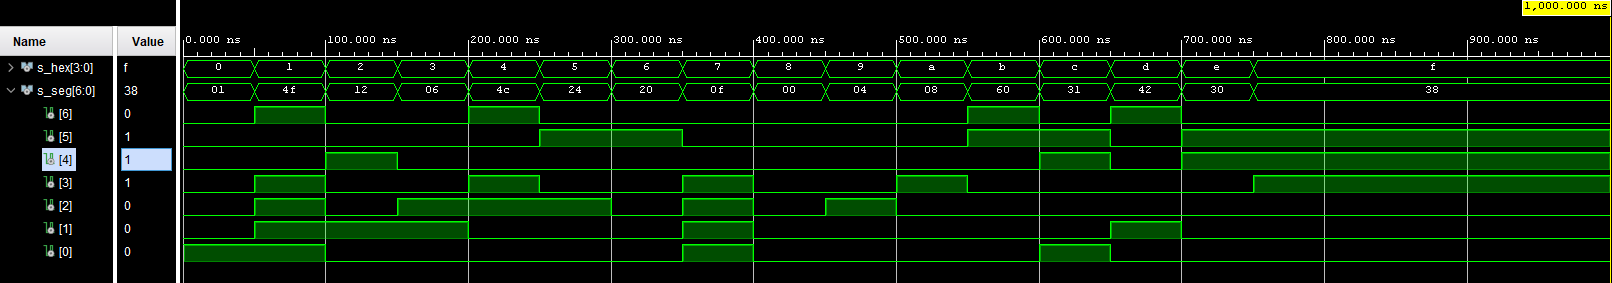 1,000.000 ns
Name Value 0.000 ns 100.000 ns 200.000 ns 300.000 ns 400.000 ns 500.000 ns 600.000 ns 700.000 ns 800.000 ns 900.000 ns
s_hex[3:0] f 0 1 2 3 4 5 6 7 8 9 a b c d e f
s_seg[6:0] 38 01 4f 12 06 4c 24 20 0f 00 04 08 60 31 42 30 38
[6] 0
[5] 1
[4] 1
[3] 1
[2] 0
[1] 0
[0] 0